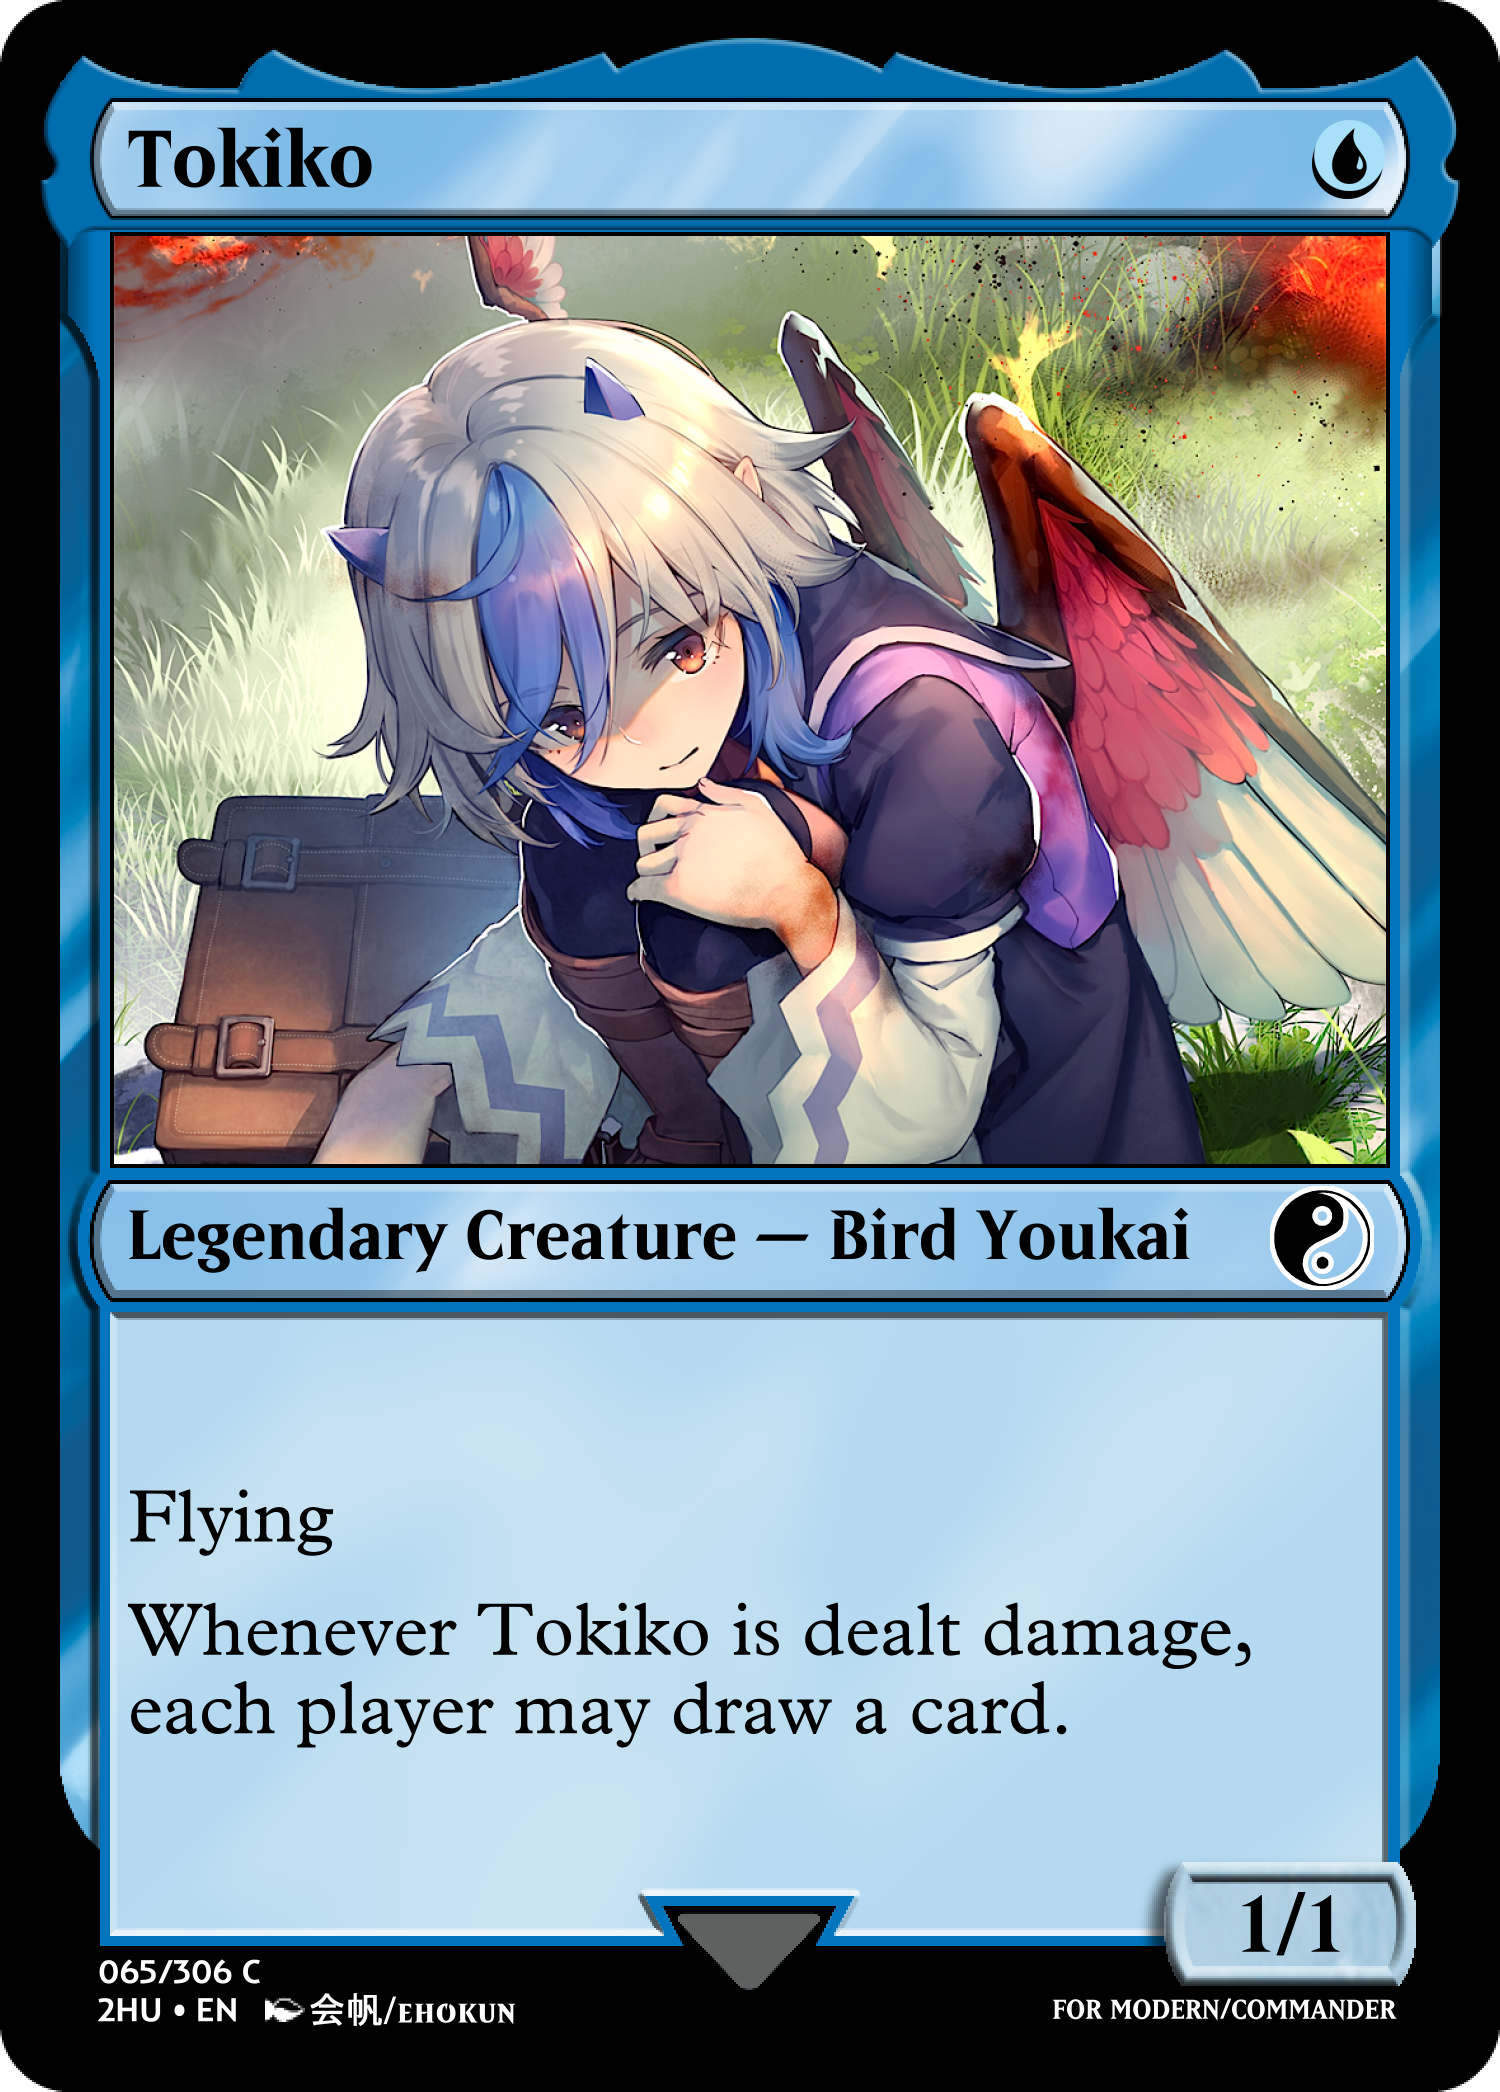 Tokiko
Legendary Creature — Bird Youkai
Flying
Whenever Tokiko is dealt damage,
each player may draw a card.
1/1
065/306 C
2HU • EN 会帆/EHOKUN
FOR MODERN/COMMANDER